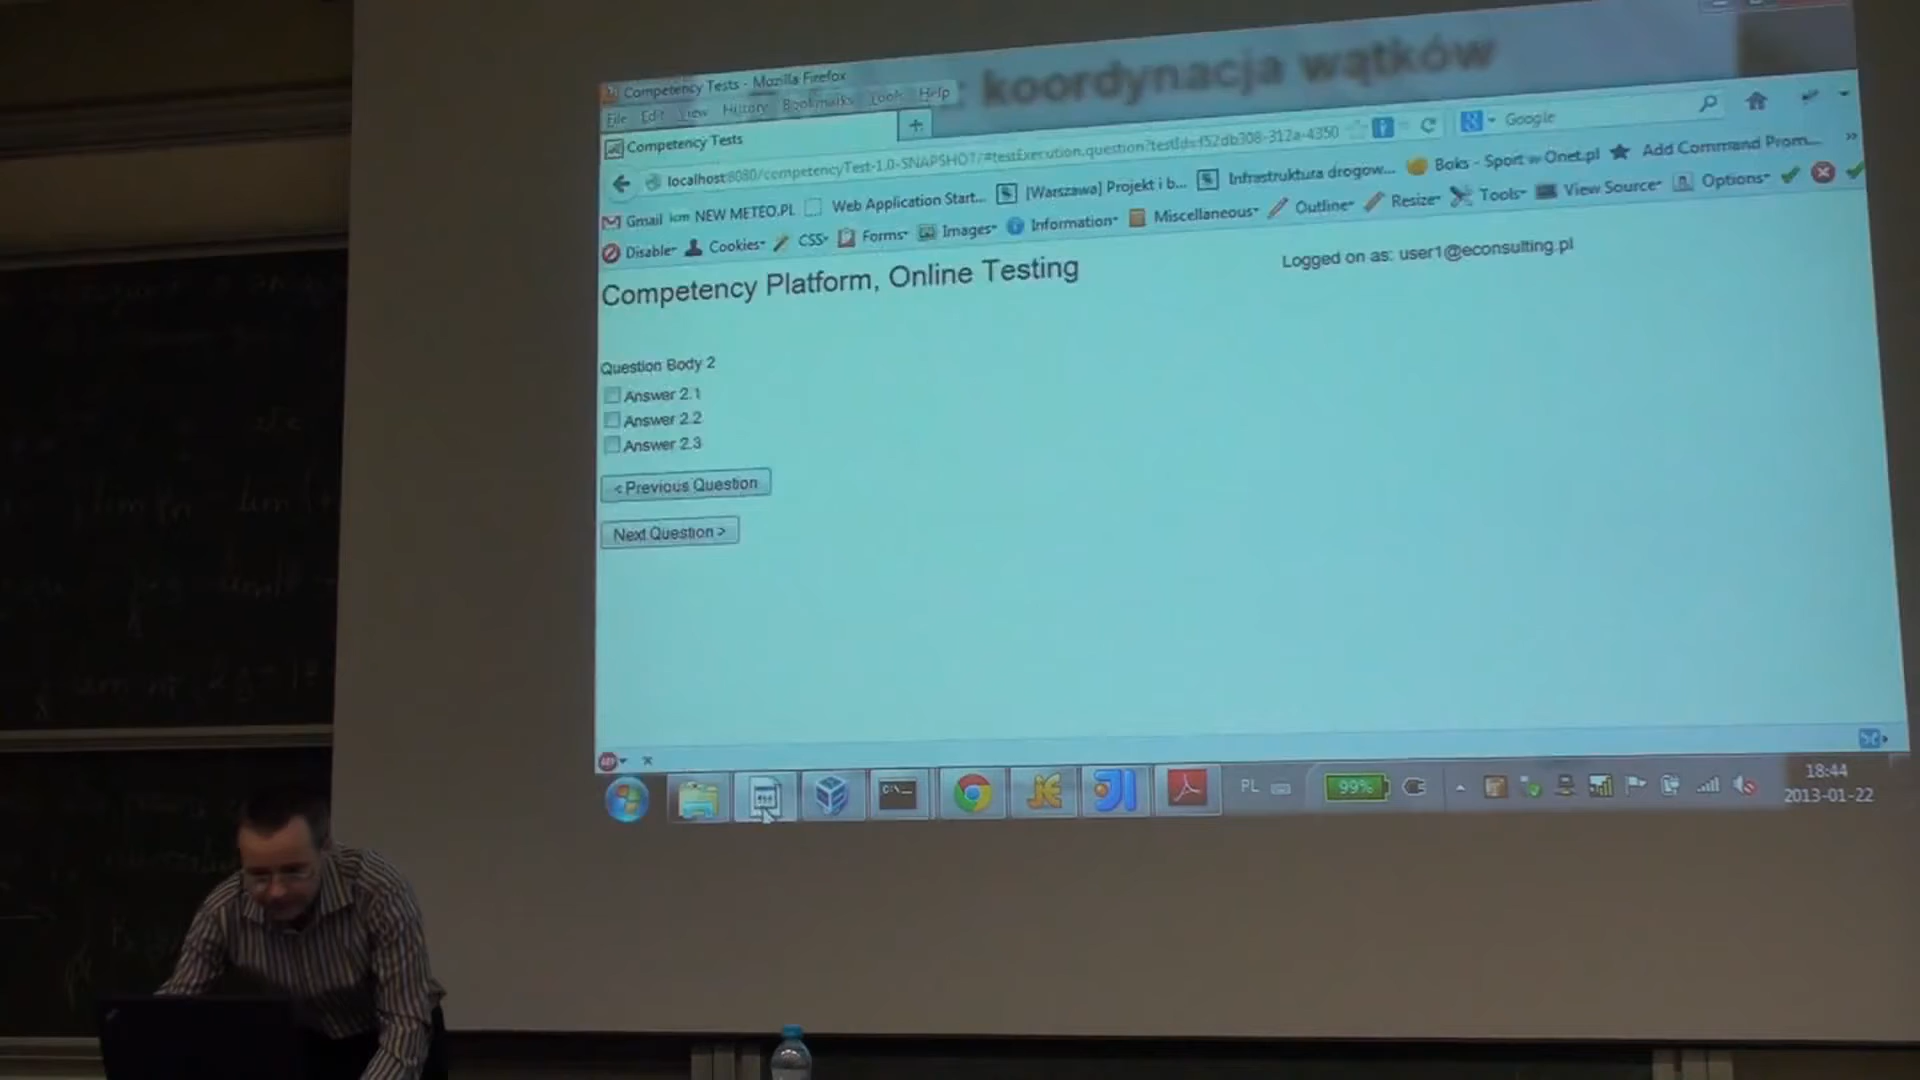 : koordynacja wątków
Competency Tests - Mozilla Firefox
File Edit View History Bookmarks Tools Help
Competency Tests
+
localhost:8080/competencyTest-1.0-SNAPSHOT/#testExecution.question?testId=f52db308-312a-4350
Google
Gmail icm NEW METEO.PL Web Application Start... [Warszawa] Projekt i b... Infrastruktura drogow... Boks - Sport w Onet.pl Add Command Prom... »
Disable Cookies CSS Forms Images Information Miscellaneous Outline Resize Tools View Source Options
Competency Platform, Online Testing
Logged on as: user1@econsulting.pl
Question Body 2
Answer 2.1
Answer 2.2
Answer 2.3
< Previous Question
Next Question >
PL
99%
18:44
2013-01-22